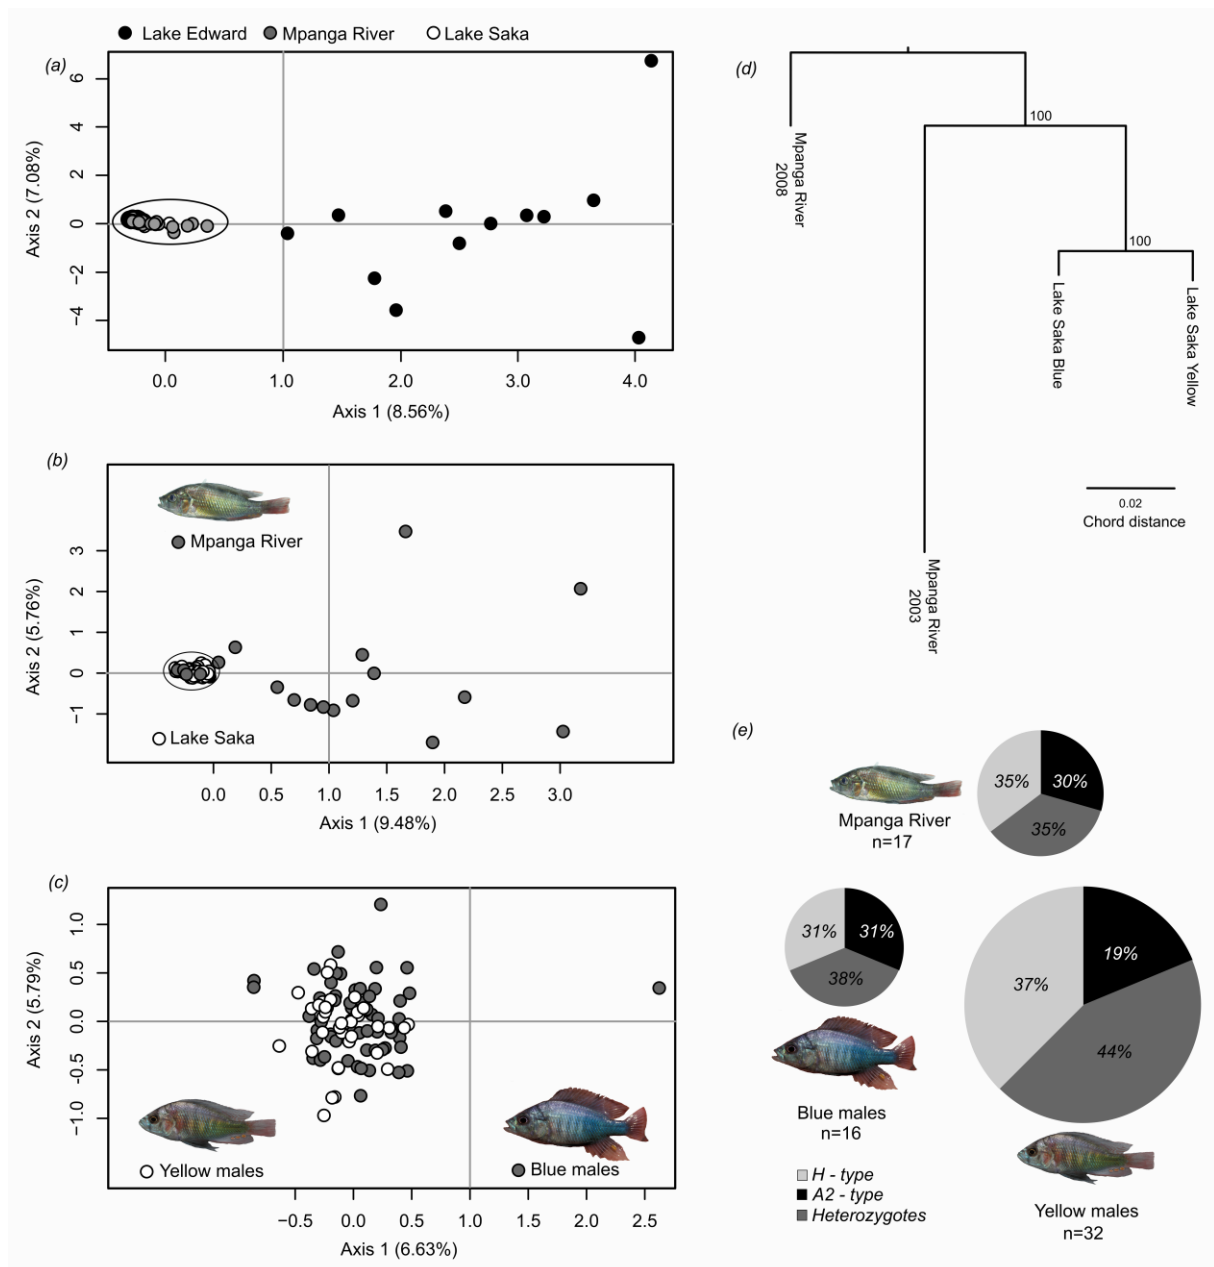 Lake Edward Mpanga River Lake Saka
(a)
6
4
2
0
−2
−4
Axis 2 (7.08%)
0.0 1.0 2.0 3.0 4.0
Axis 1 (8.56%)
(b)
Mpanga River
3
2
1
0
−1
Axis 2 (5.76%)
Lake Saka
0.0 0.5 1.0 1.5 2.0 2.5 3.0
Axis 1 (9.48%)
(c)
1.0
0.5
0.0
−0.5
−1.0
Axis 2 (5.79%)
Yellow males
Blue males
−0.5 0.0 0.5 1.0 1.5 2.0 2.5
Axis 1 (6.63%)
(d)
100
Mpanga River
2008
100
Lake Saka Blue
Lake Saka Yellow
0.02
Chord distance
Mpanga River
2003
(e)
35% 30%
35%
Mpanga River
n=17
31% 31%
38%
Blue males
n=16
37% 19%
44%
Yellow males
n=32
H - type
A2 - type
Heterozygotes